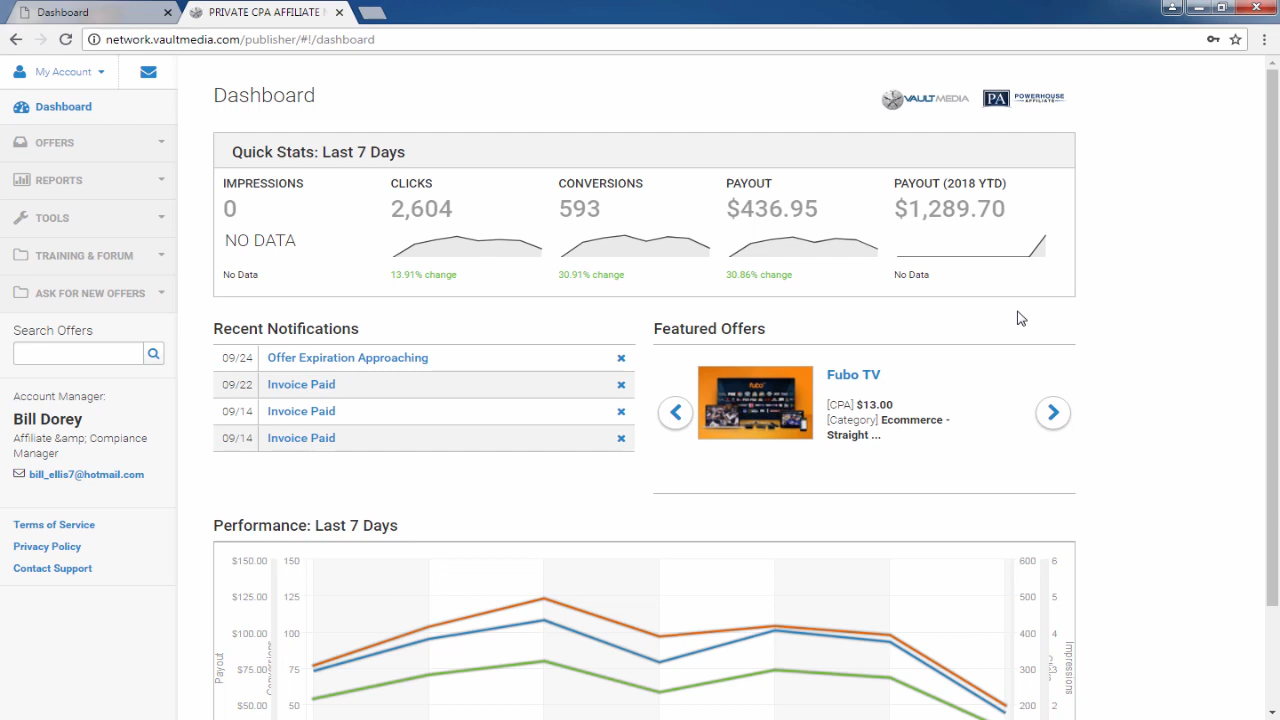 Dashboard
PRIVATE CPA AFFILIATE
network.vaultmedia.com/publisher/#!/dashboard
My Account
Dashboard
OFFERS
REPORTS
TOOLS
TRAINING & FORUM
ASK FOR NEW OFFERS
Search Offers
Account Manager:
Bill Dorey
Affiliate &amp; Compliance
Manager
bill_ellis7@hotmail.com
Terms of Service
Privacy Policy
Contact Support
Dashboard
VAULTMEDIA
PA POWERHOUSE
AFFILIATE
Quick Stats: Last 7 Days
IMPRESSIONS CLICKS CONVERSIONS PAYOUT PAYOUT (2018 YTD)
0 2,604 593 $436.95 $1,289.70
NO DATA
No Data 13.91% change 30.91% change 30.86% change No Data
Recent Notifications
09/24 Offer Expiration Approaching
09/22 Invoice Paid
09/14 Invoice Paid
09/14 Invoice Paid
Featured Offers
fubo
Fubo TV
[CPA] $13.00
[Category] Ecommerce -
Straight ...
Performance: Last 7 Days
$150.00 150 600 6
$125.00 125 500 5
$100.00 100 400 4
$75.00 75 300 3
$50.00 50 200 2
Payout
Conversions
Impressions